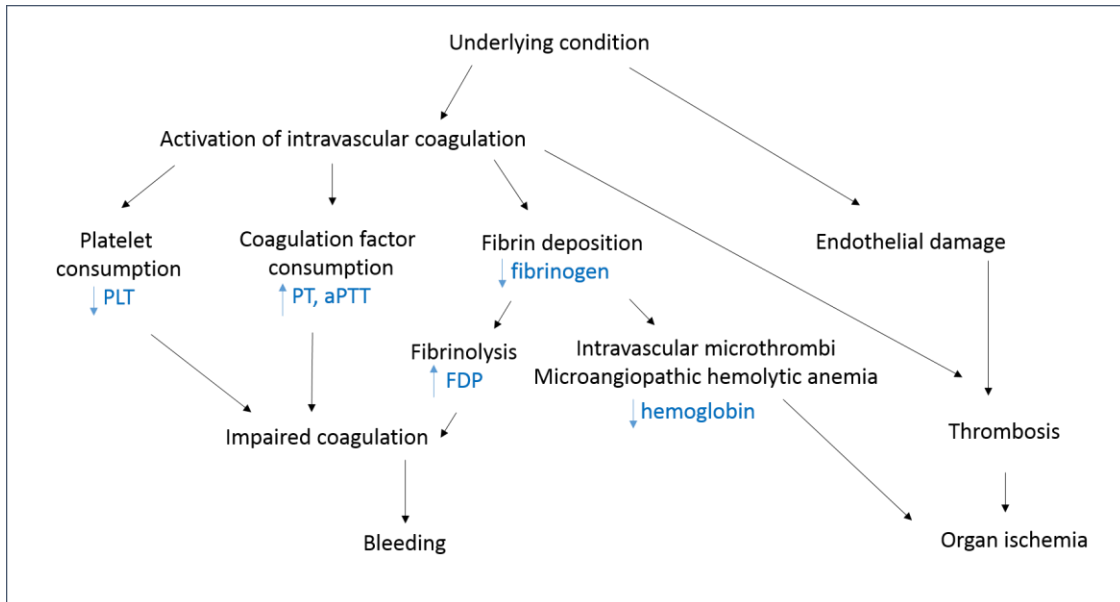 Underlying condition
Activation of intravascular coagulation
Platelet
consumption
PLT
Coagulation factor
consumption
PT, aPTT
Fibrin deposition
fibrinogen
Endothelial damage
Fibrinolysis
FDP
Intravascular microthrombi
Microangiopathic hemolytic anemia
hemoglobin
Impaired coagulation
Thrombosis
Bleeding
Organ ischemia